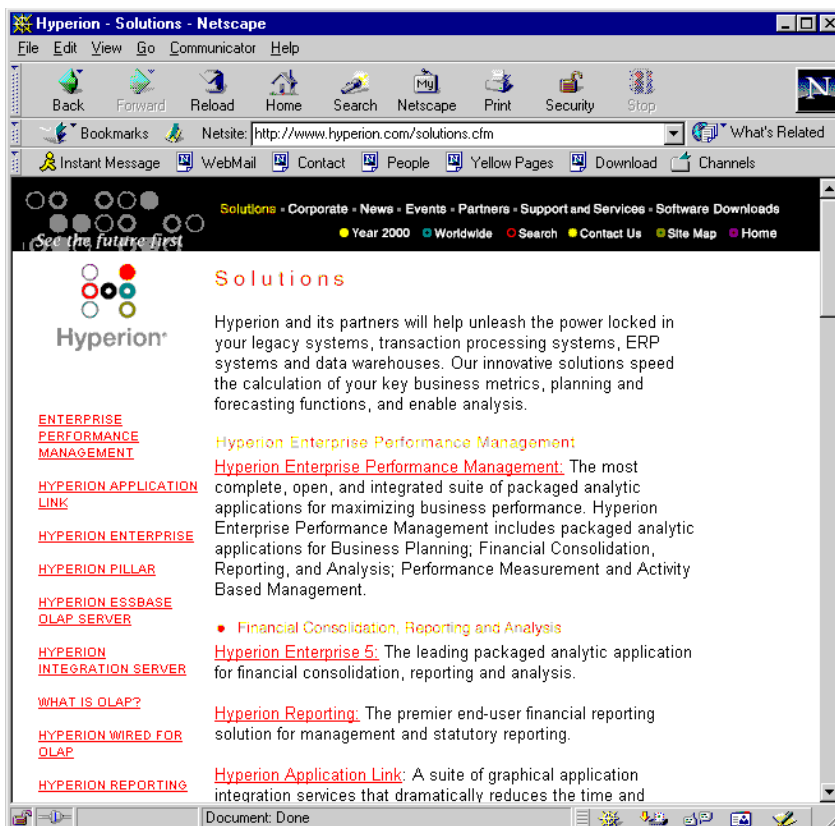 Hyperion - Solutions - Netscape
File Edit View Go Communicator Help
Back Forward Reload Home Search Netscape Print Security Stop
My
N
Bookmarks Netsite: http://www.hyperion.com/solutions.cfm What's Related
Instant Message WebMail Contact People Yellow Pages Download Channels
Solutions Corporate News Events Partners Support and Services Software Downloads
See the future first
Year 2000 Worldwide Search Contact Us Site Map Home
Hyperion
ENTERPRISE
PERFORMANCE
MANAGEMENT
HYPERION APPLICATION
LINK
HYPERION ENTERPRISE
HYPERION PILLAR
HYPERION ESSBASE
OLAP SERVER
HYPERION
INTEGRATION SERVER
WHAT IS OLAP?
HYPERION WIRED FOR
OLAP
HYPERION REPORTING
Solutions
Hyperion and its partners will help unleash the power locked in
your legacy systems, transaction processing systems, ERP
systems and data warehouses. Our innovative solutions speed
the calculation of your key business metrics, planning and
forecasting functions, and enable analysis.
Hyperion Enterprise Performance Management
Hyperion Enterprise Performance Management: The most
complete, open, and integrated suite of packaged analytic
applications for maximizing business performance. Hyperion
Enterprise Performance Management includes packaged analytic
applications for Business Planning; Financial Consolidation,
Reporting, and Analysis; Performance Measurement and Activity
Based Management.
Financial Consolidation, Reporting and Analysis
Hyperion Enterprise 5: The leading packaged analytic application
for financial consolidation, reporting and analysis.
Hyperion Reporting: The premier end-user financial reporting
solution for management and statutory reporting.
Hyperion Application Link: A suite of graphical application
integration services that dramatically reduces the time and
Document: Done